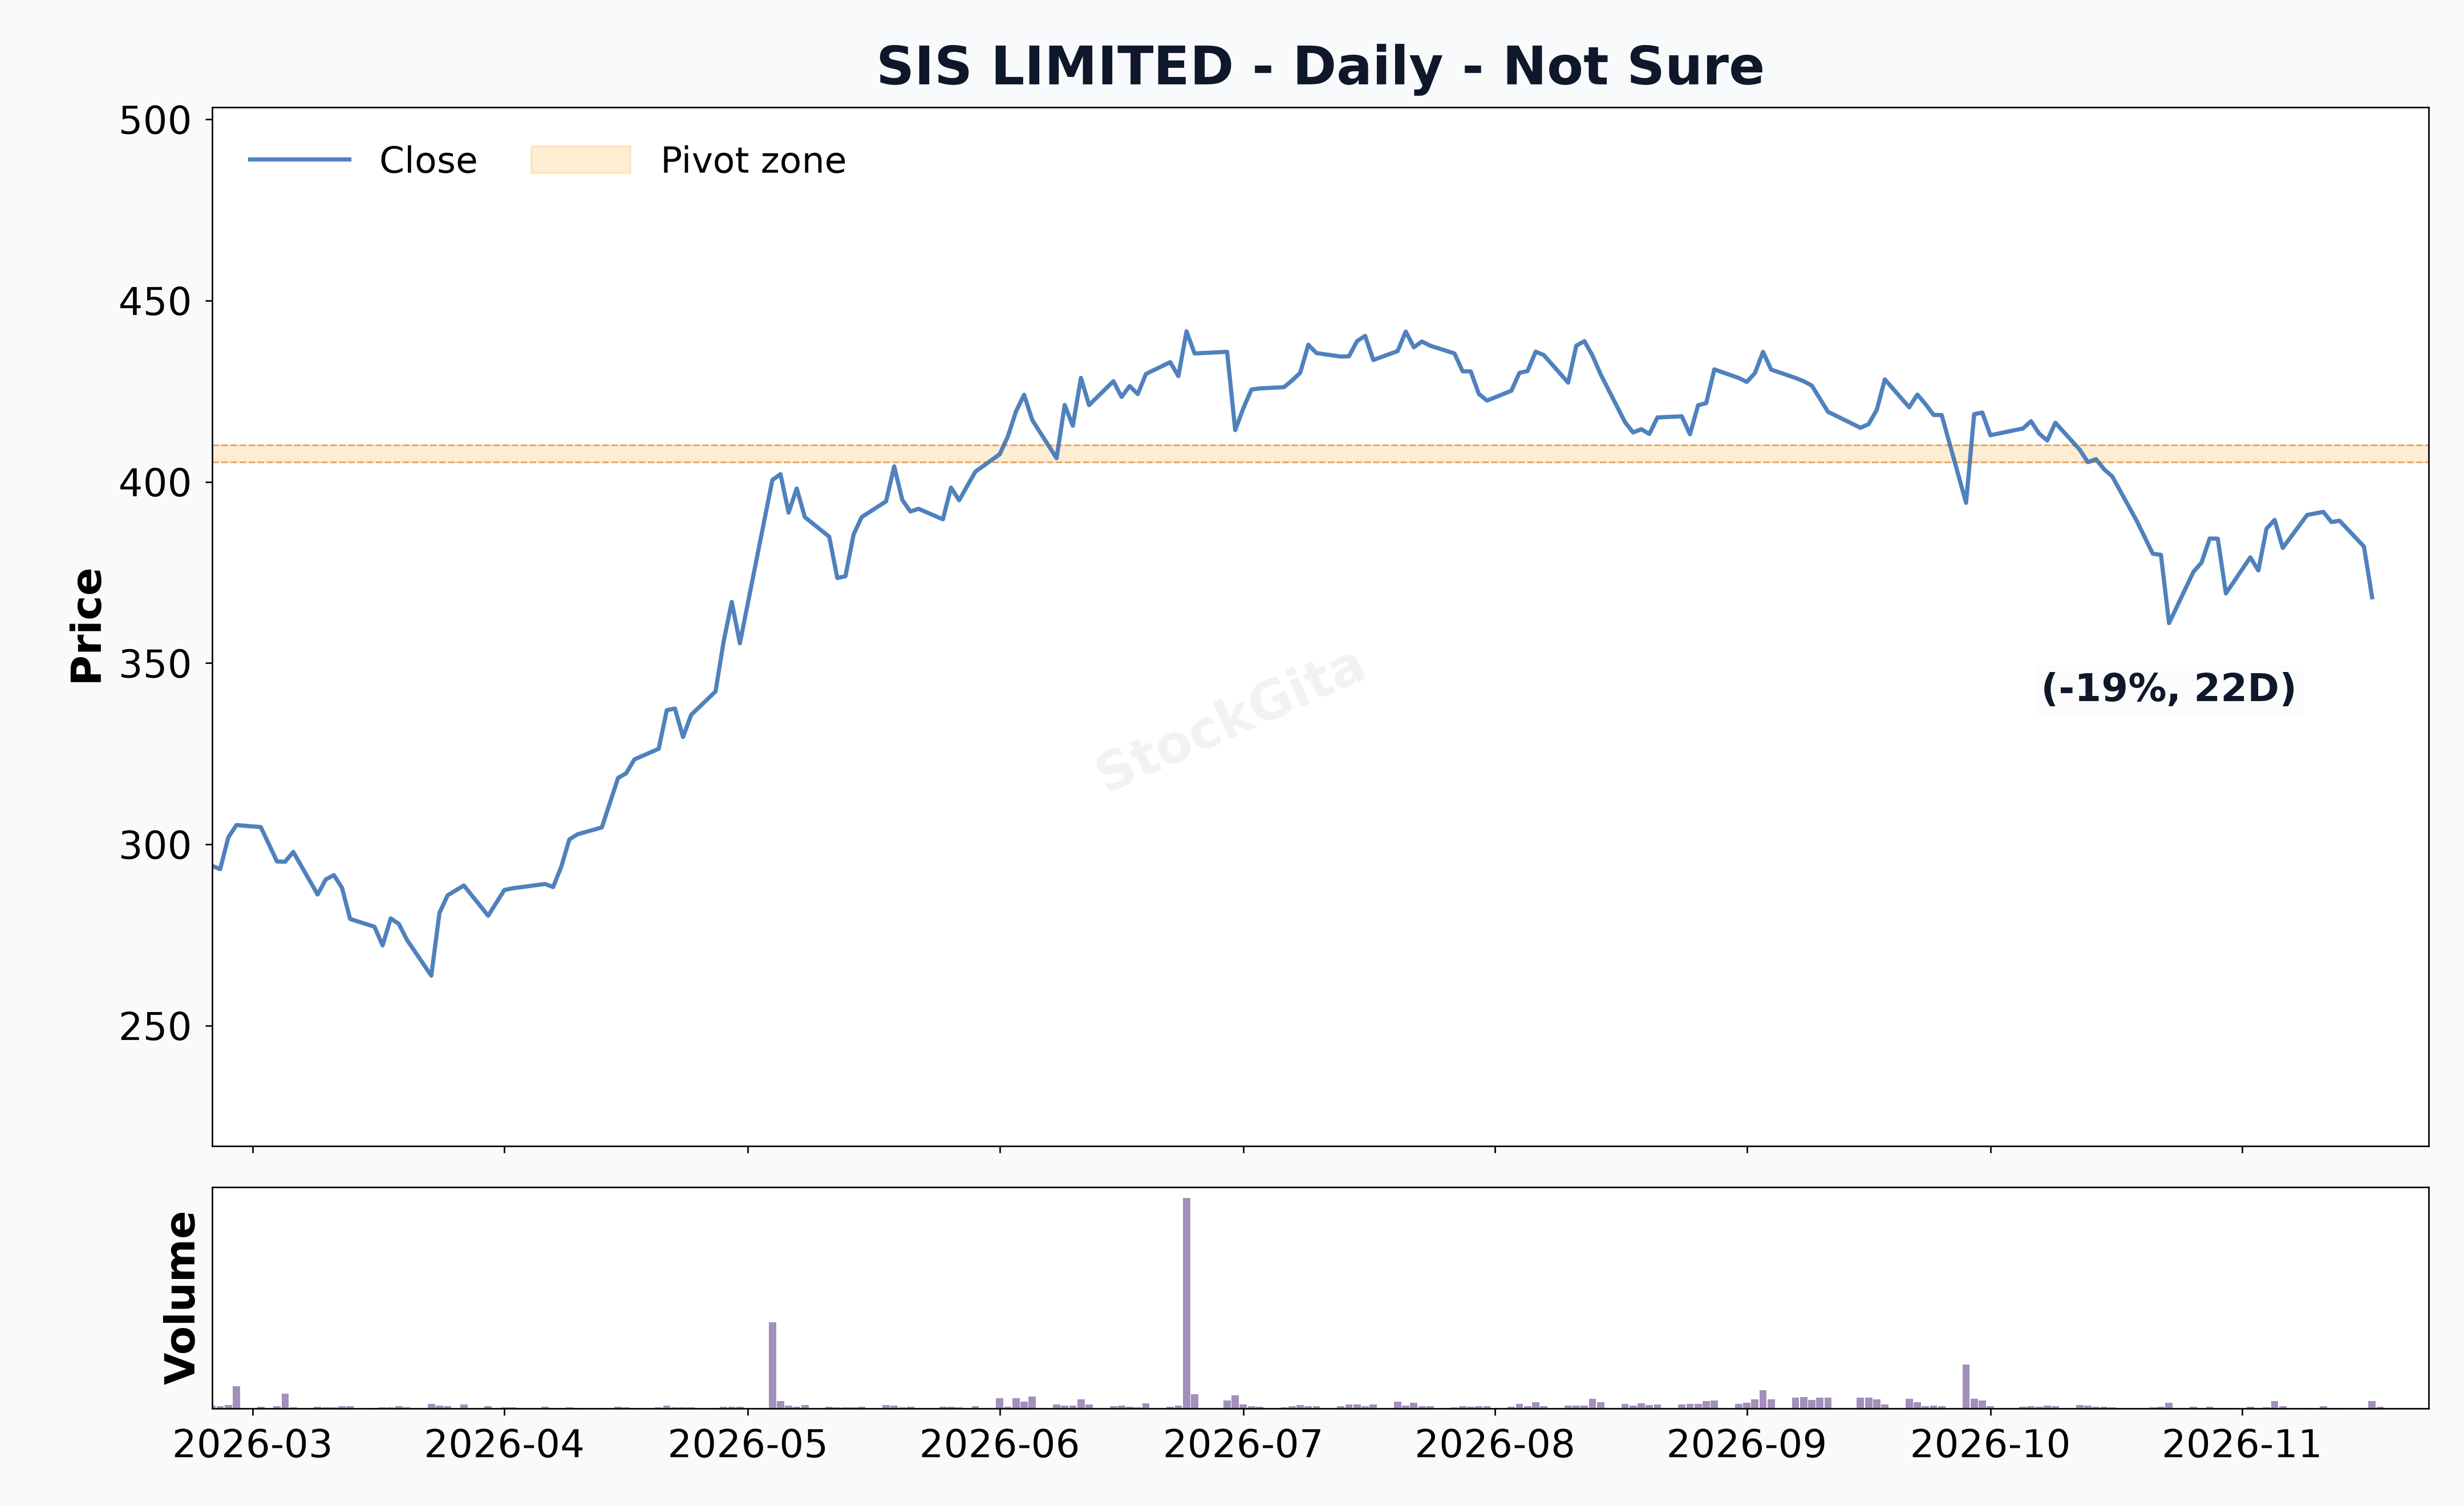 SIS LIMITED - Daily - Not Sure
Close
Pivot zone
500
450
400
350
300
250
Price
StockGita
(-19%, 22D)
Volume
2026-03
2026-04
2026-05
2026-06
2026-07
2026-08
2026-09
2026-10
2026-11